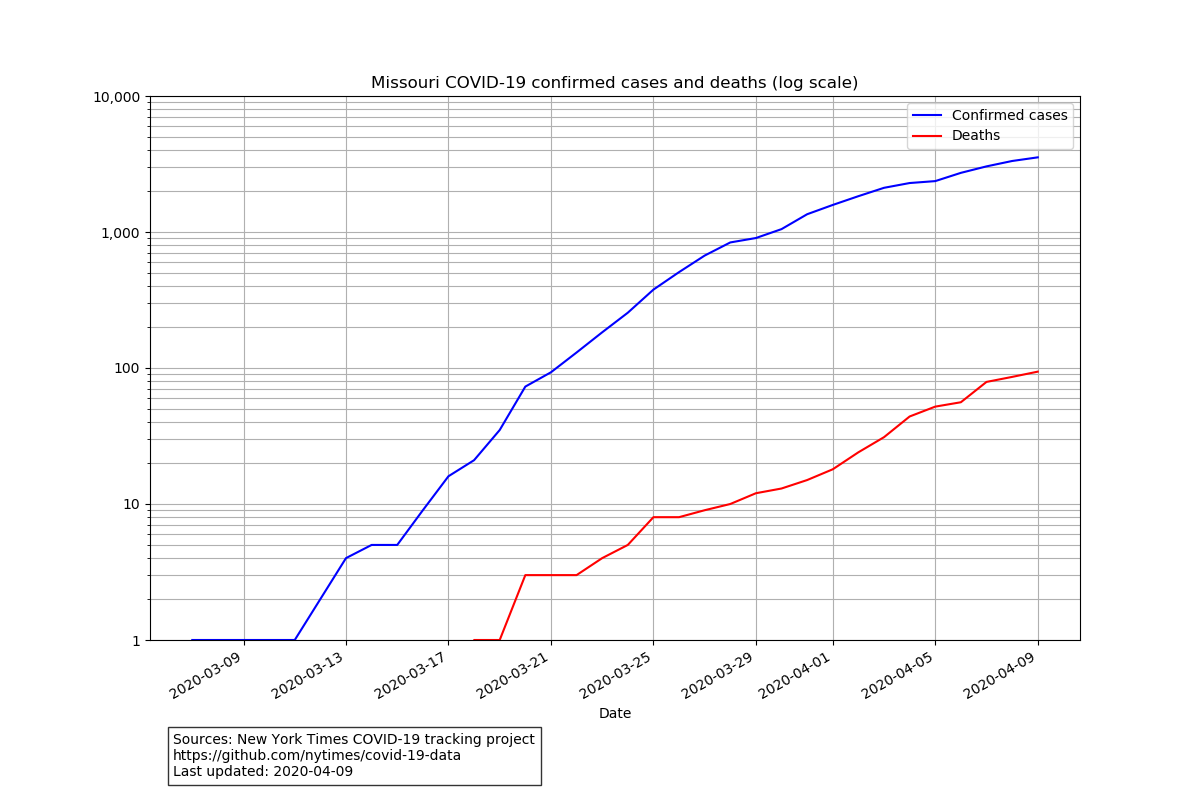 Missouri COVID-19 confirmed cases and deaths (log scale)
10,000
1,000
100
10
1
Confirmed cases
Deaths
2020-03-09
2020-03-13
2020-03-17
2020-03-21
2020-03-25
2020-03-29
2020-04-01
2020-04-05
2020-04-09
Date
Sources: New York Times COVID-19 tracking project
https://github.com/nytimes/covid-19-data
Last updated: 2020-04-09